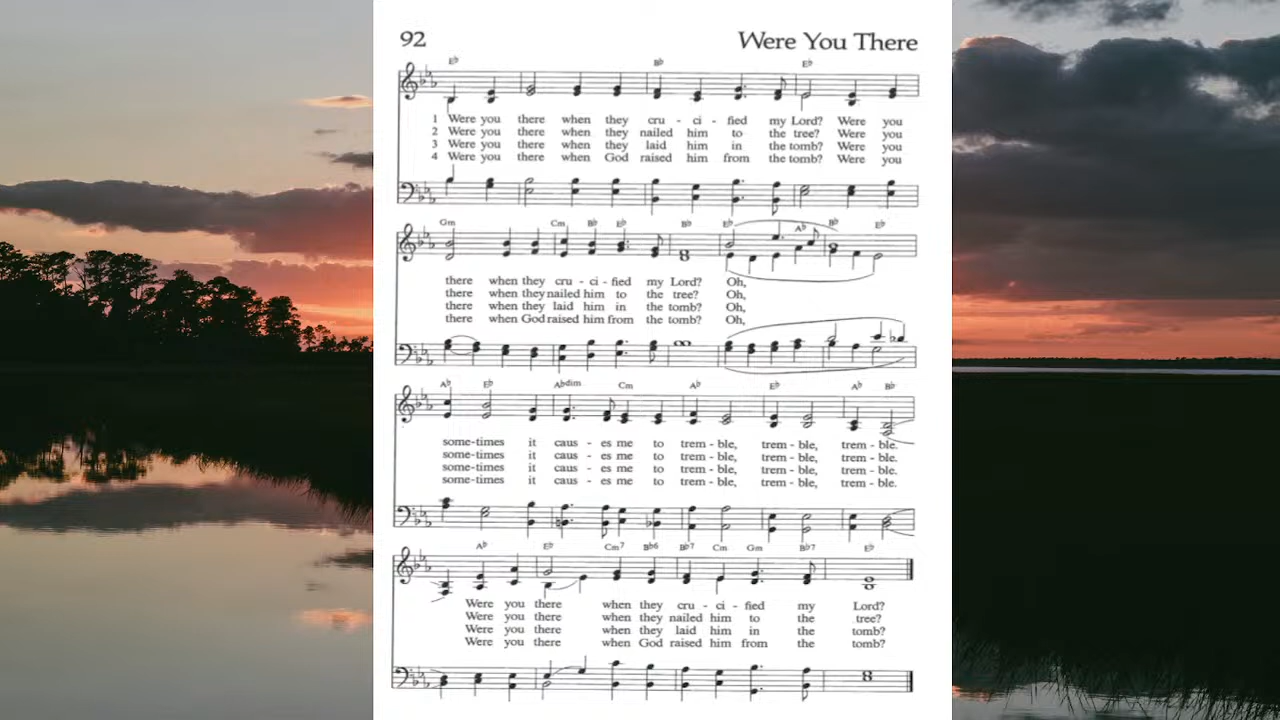 92 Were You There
E♭ B♭ E♭
1 Were you there when they cru - ci - fied my Lord? Were you
2 Were you there when they nailed him to the tree? Were you
3 Were you there when they laid him in the tomb? Were you
4 Were you there when God raised him from the tomb? Were you
Gm Cm B♭ E♭ B♭ E♭ A♭ B♭ E♭
there when they cru - ci - fied my Lord? Oh,
there when they nailed him to the tree? Oh,
there when they laid him in the tomb? Oh,
there when God raised him from the tomb? Oh,
A♭ E♭ A♭dim Cm A♭ E♭ A♭ B♭
some-times it caus - es me to trem - ble, trem - ble, trem - ble.
some-times it caus - es me to trem - ble, trem - ble, trem - ble.
some-times it caus - es me to trem - ble, trem - ble, trem - ble.
some-times it caus - es me to trem - ble, trem - ble, trem - ble.
A♭ E♭ Cm7 B♭6 B♭7 Cm Gm B♭7 E♭
Were you there when they cru - ci - fied my Lord?
Were you there when they nailed him to the tree?
Were you there when they laid him in the tomb?
Were you there when God raised him from the tomb?